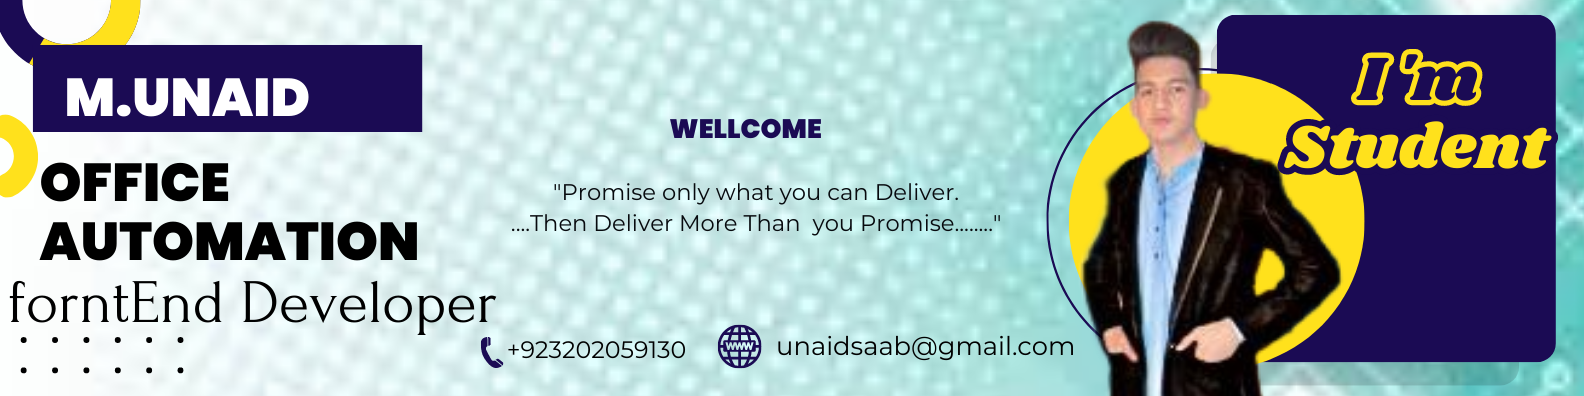 M.UNAID
OFFICE
AUTOMATION
forntEnd Developer
WELLCOME
"Promise only what you can Deliver.
....Then Deliver More Than  you Promise........"
+923202059130
www
unaidsaab@gmail.com
I'm
Student